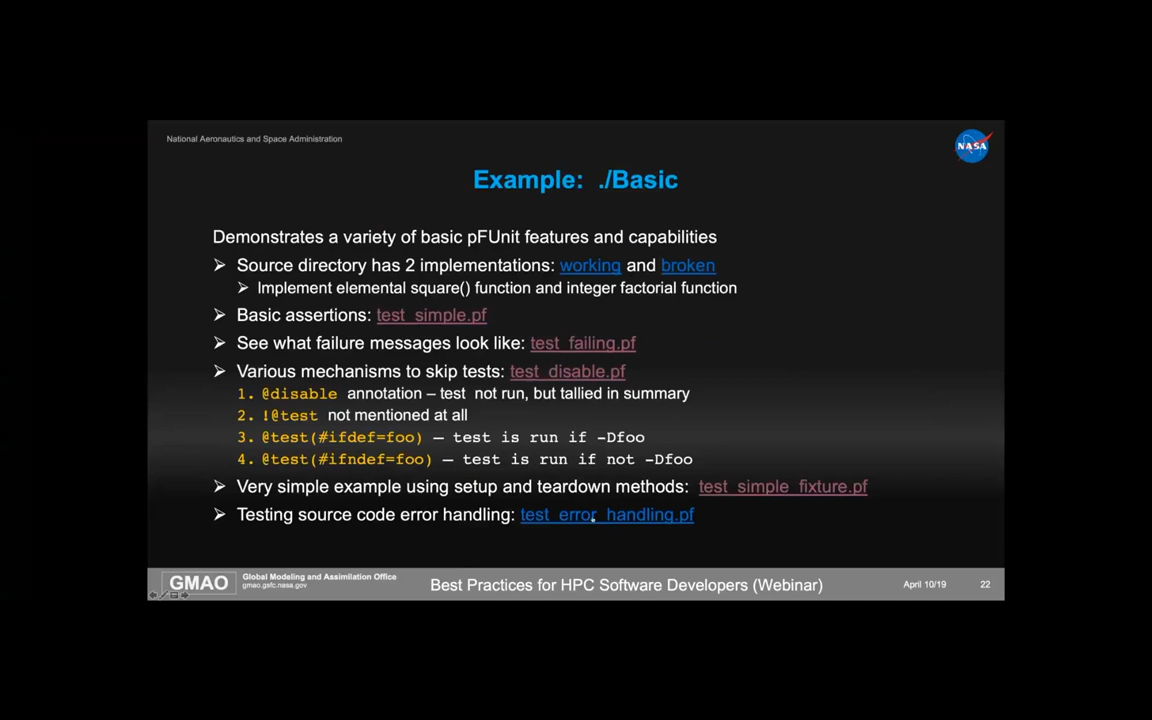 National Aeronautics and Space Administration
NASA
Example: ./Basic
Demonstrates a variety of basic pFUnit features and capabilities
➢ Source directory has 2 implementations: working and broken
➢ Implement elemental square() function and integer factorial function
➢ Basic assertions: test_simple.pf
➢ See what failure messages look like: test_failing.pf
➢ Various mechanisms to skip tests: test_disable.pf
1. @disable annotation – test not run, but tallied in summary
2. !@test not mentioned at all
3. @test(#ifdef=foo) – test is run if -Dfoo
4. @test(#ifndef=foo) – test is run if not -Dfoo
➢ Very simple example using setup and teardown methods: test_simple_fixture.pf
➢ Testing source code error handling: test_error_handling.pf
GMAO
Global Modeling and Assimilation Office
gmao.gsfc.nasa.gov
Best Practices for HPC Software Developers (Webinar)
April 10/19
22